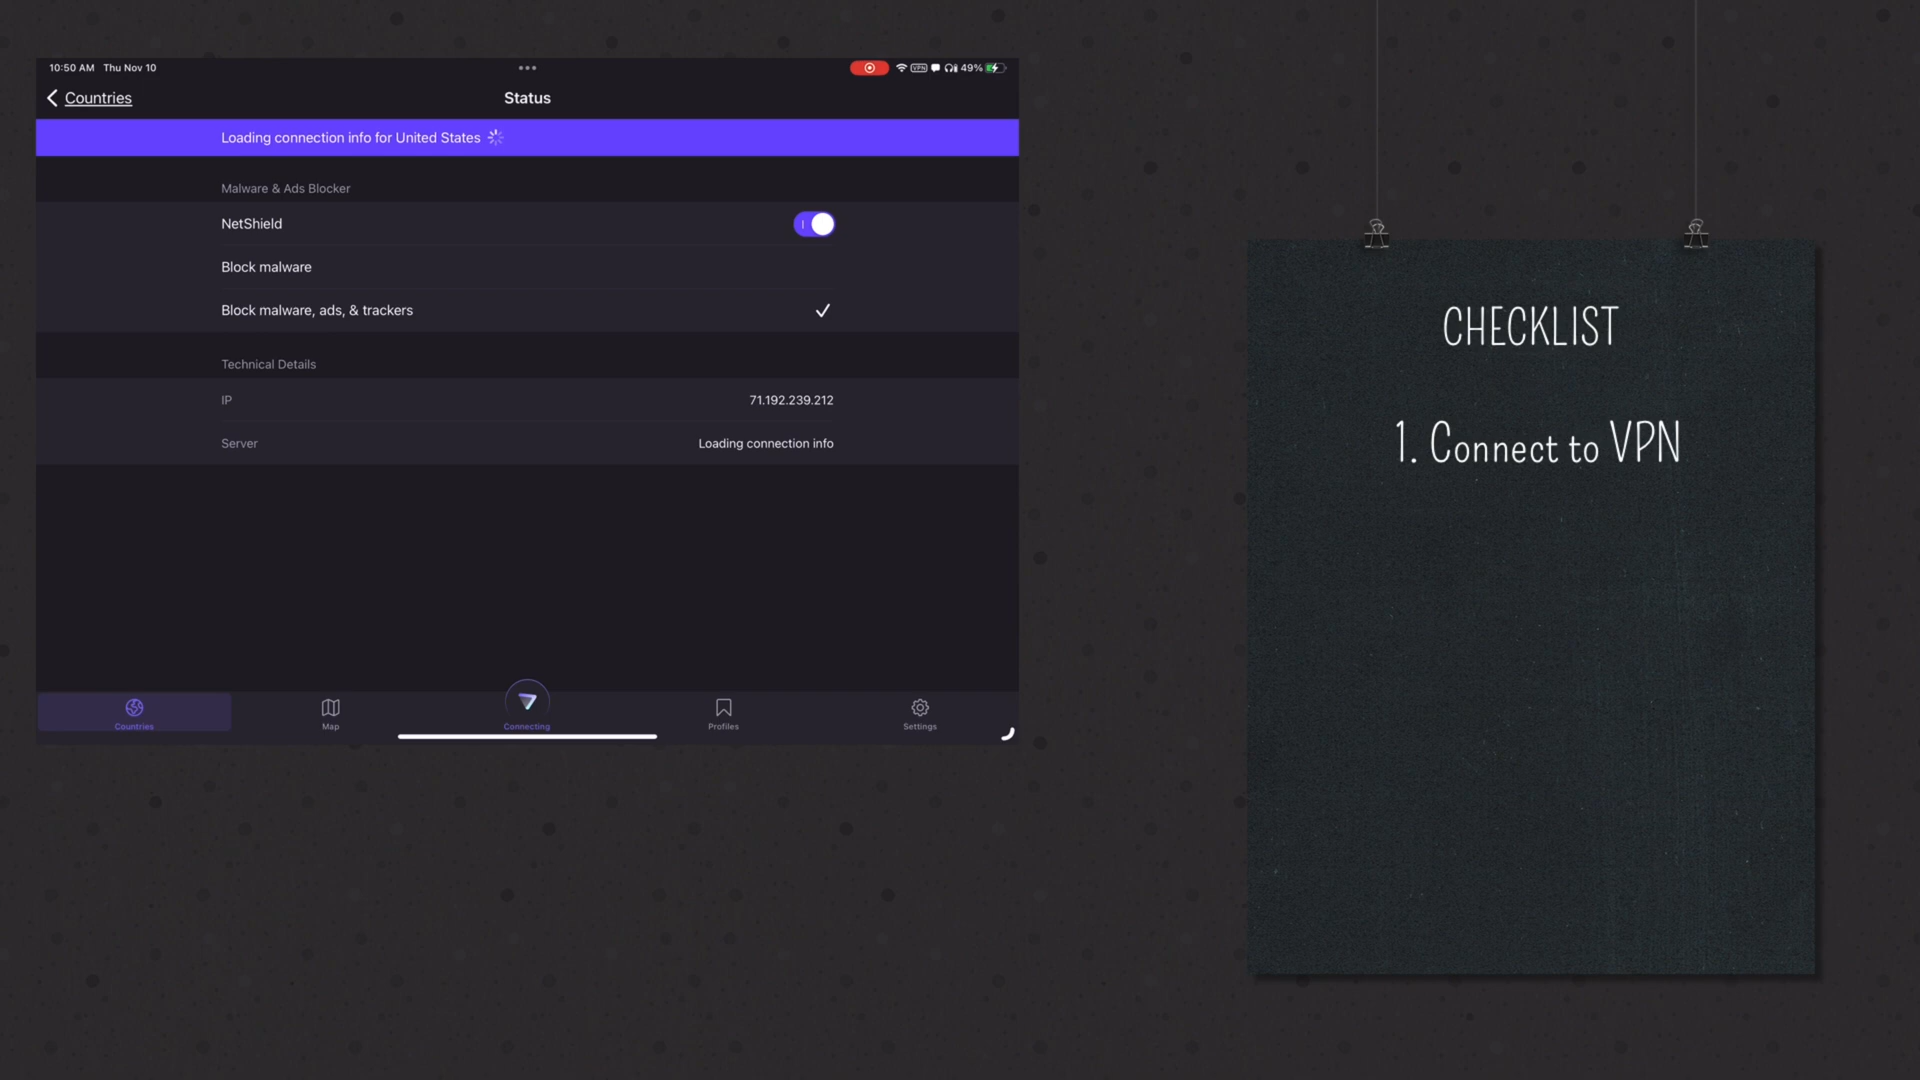 10:50 AM Thu Nov 10
VPN 49%
Countries
Status
Loading connection info for United States
Malware & Ads Blocker
NetShield
Block malware
Block malware, ads, & trackers
Technical Details
IP 71.192.239.212
Server Loading connection info
Countries
Map
Connecting
Profiles
Settings
CHECKLIST
1. Connect to VPN